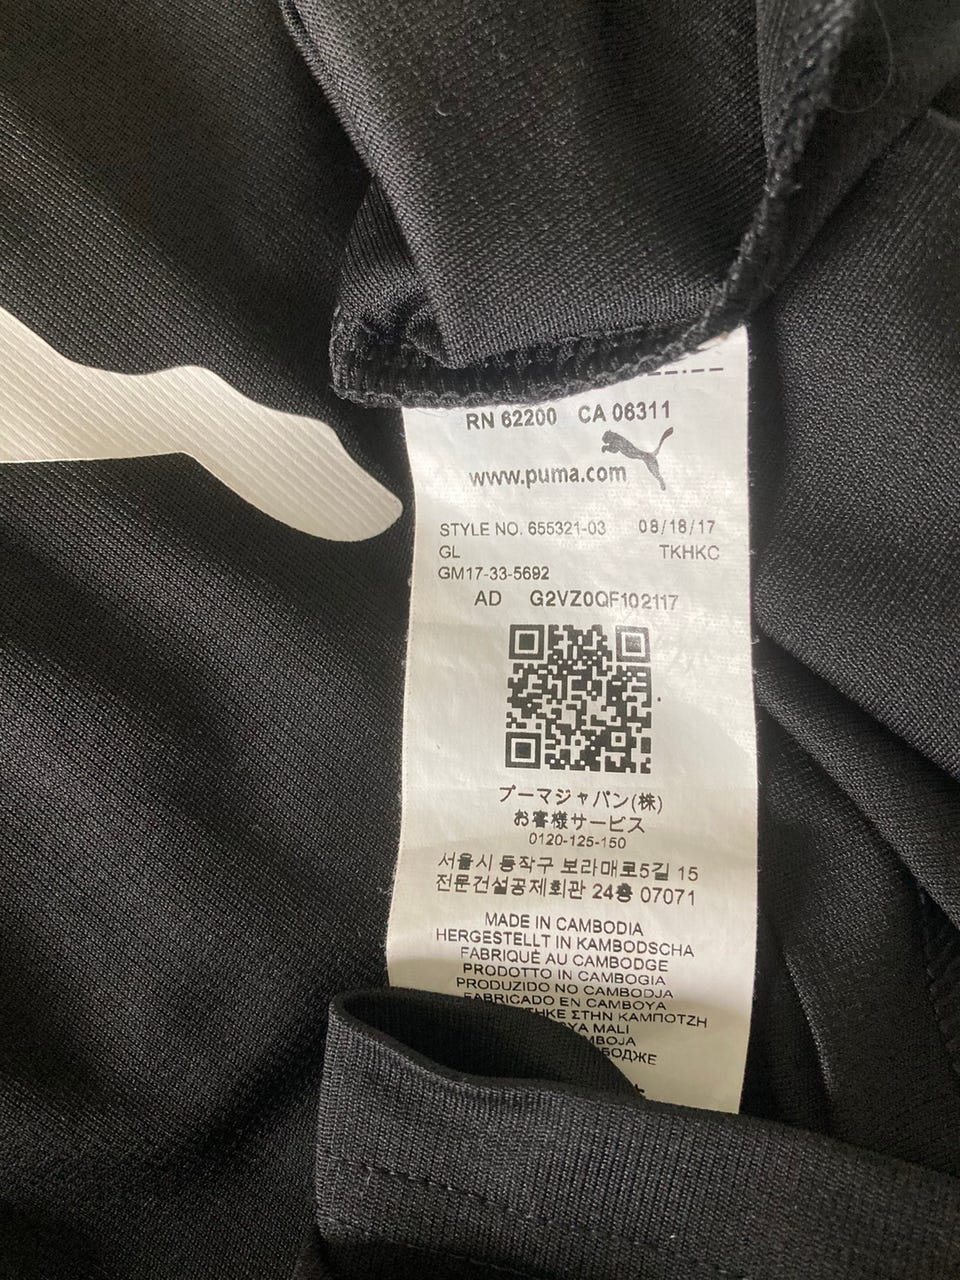 RN 62200 CA 06311
www.puma.com
STYLE NO. 655321-03 08/18/17
GL TKHKC
GM17-33-5692
AD G2VZ0QF102117
プーマジャパン(株)
お客様サービス
0120-125-150
서울시 동작구 보라매로5길 15
전문건설공제회관 24층 07071
MADE IN CAMBODIA
HERGESTELLT IN KAMBODSCHA
FABRIQUÉ AU CAMBODGE
PRODOTTO IN CAMBOGIA
PRODUZIDO NO CAMBODJA
FABRICADO EN CAMBOYA
ΣΤΗΝ ΚΑΜΠΟΤΖΗ
MALI